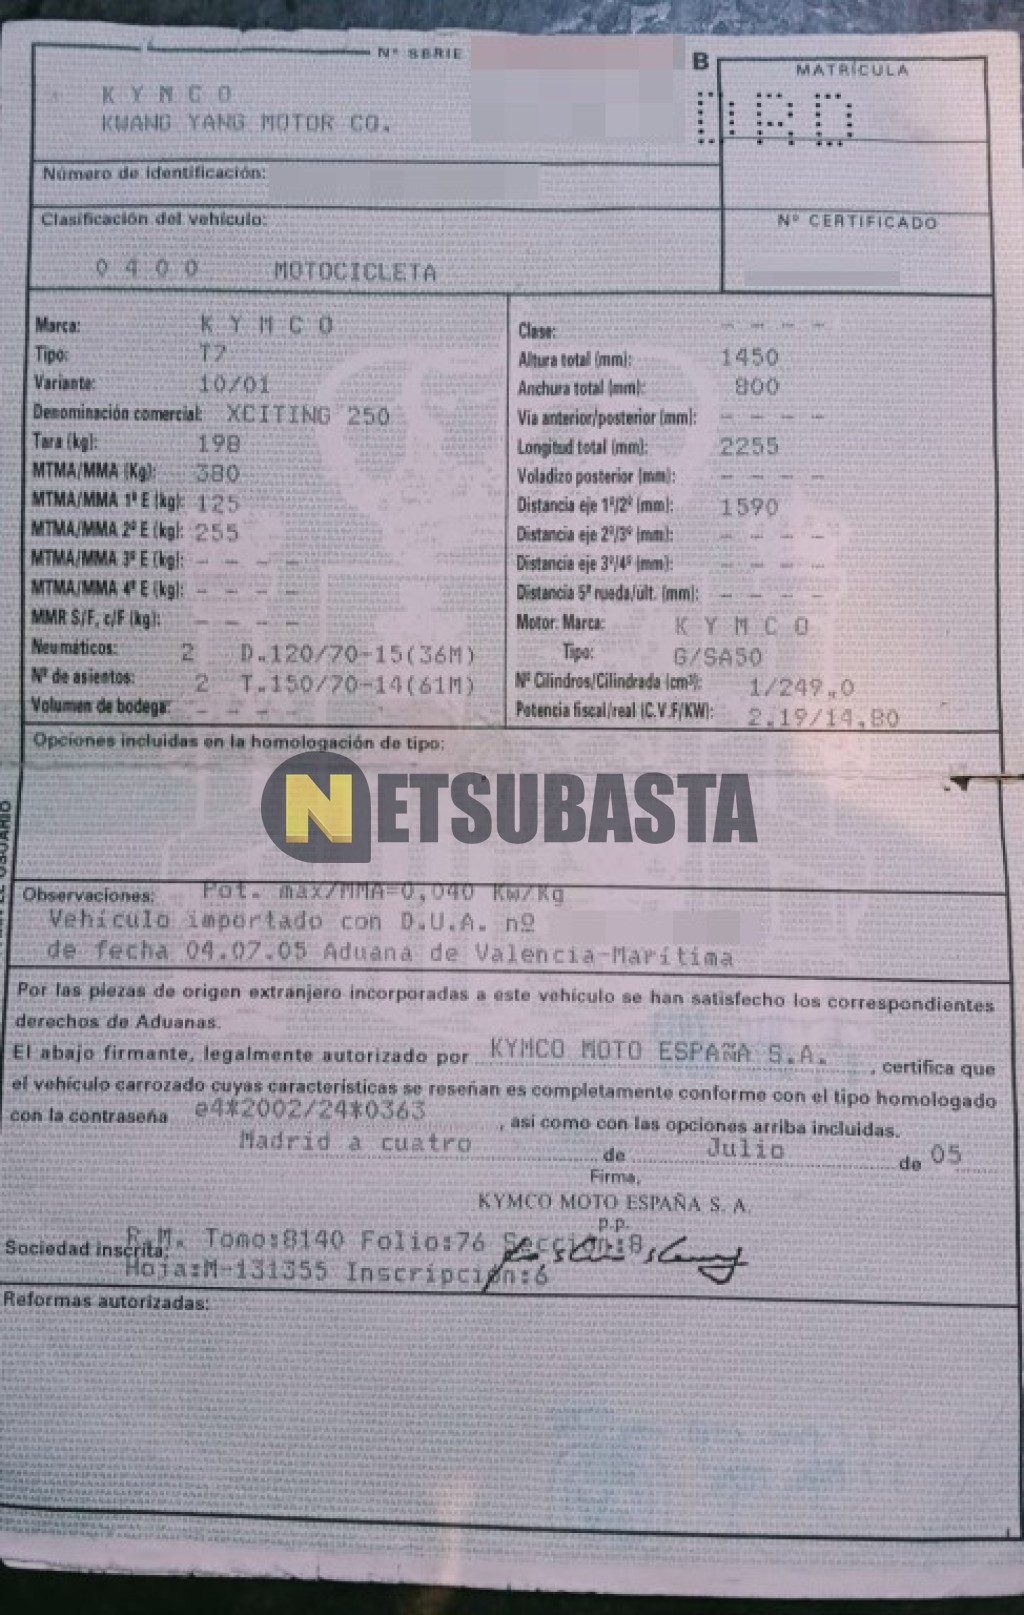 Nº SERIE
B
MATRÍCULA
K Y M C O
KWANG YANG MOTOR CO.
Número de identificación:
Clasificación del vehículo:
Nº CERTIFICADO
0 4 0 0 MOTOCICLETA
Marca: K Y M C O
Tipo: T7
Variante: 10/01
Denominación comercial: XCITING 250
Tara (kg): 198
MTMA/MMA (Kg): 380
MTMA/MMA 1º E (kg): 125
MTMA/MMA 2º E (kg): 255
MTMA/MMA 3º E (kg): - - - -
MTMA/MMA 4º E (kg): - - - -
MMR S/F, c/F (kg): - - - -
Neumáticos: 2 D.120/70-15(36M)
Nº de asientos: 2 T.150/70-14(61M)
Volumen de bodega: - - - -
Clase: - - - -
Altura total (mm): 1450
Anchura total (mm): 800
Vía anterior/posterior (mm): - - - -
Longitud total (mm): 2255
Voladizo posterior (mm): - - - -
Distancia eje 1º/2º (mm): 1590
Distancia eje 2º/3º (mm): - - - -
Distancia eje 3º/4º (mm): - - - -
Distancia 5ª rueda/últ. (mm): - - - -
Motor: Marca: K Y M C O
Tipo: G/SA50
Nº Cilindros/Cilindrada (cm³): 1/249,0
Potencia fiscal/real (C.V.F/KW): 2,19/14,80
Opciones incluidas en la homologación de tipo:
NETSUBASTA
Observaciones: Pot. max/MMA=0,040 Kw/Kg
Vehículo importado con D.U.A. nº
de fecha 04.07.05 Aduana de Valencia-Marítima
Por las piezas de origen extranjero incorporadas a este vehículo se han satisfecho los correspondientes
derechos de Aduanas.
El abajo firmante, legalmente autorizado por KYMCO MOTO ESPAÑA S.A. , certifica que
el vehículo carrozado cuyas características se reseñan es completamente conforme con el tipo homologado
con la contraseña e4*2002/24*0363 , así como con las opciones arriba incluidas.
Madrid a cuatro de Julio de 05
Firma,
KYMCO MOTO ESPAÑA S. A.
p.p.
Sociedad inscrita: R.M. Tomo:8140 Folio:76 Sección:8
Hoja:M-131355 Inscripción:6
Reformas autorizadas: